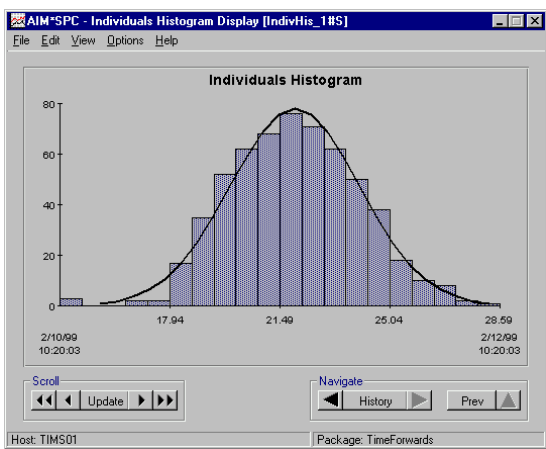 AIM*SPC - Individuals Histogram Display [IndivHis_1#S]
File Edit View Options Help
Individuals Histogram
80
60
40
20
0
17.94 21.49 25.04 28.59
2/10/99 2/12/99
10:20:03 10:20:03
Scroll Navigate
Update History Prev
Host: TIMS01 Package: TimeForwards